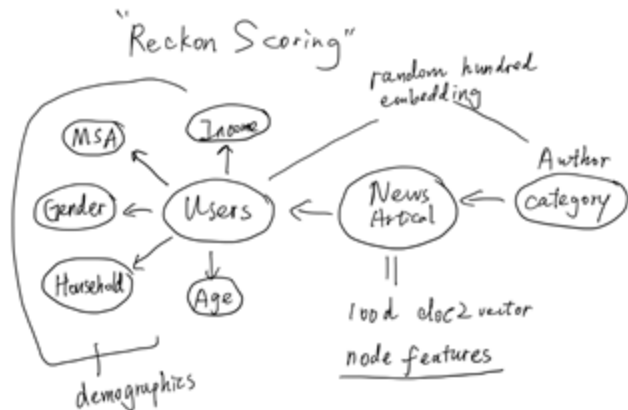 "Reckon Scoring"
random hundred
embedding
MSA
Income
Author
Gender
Users
News
Artical
category
Household
Age
100d doc2vector
node features
demographics